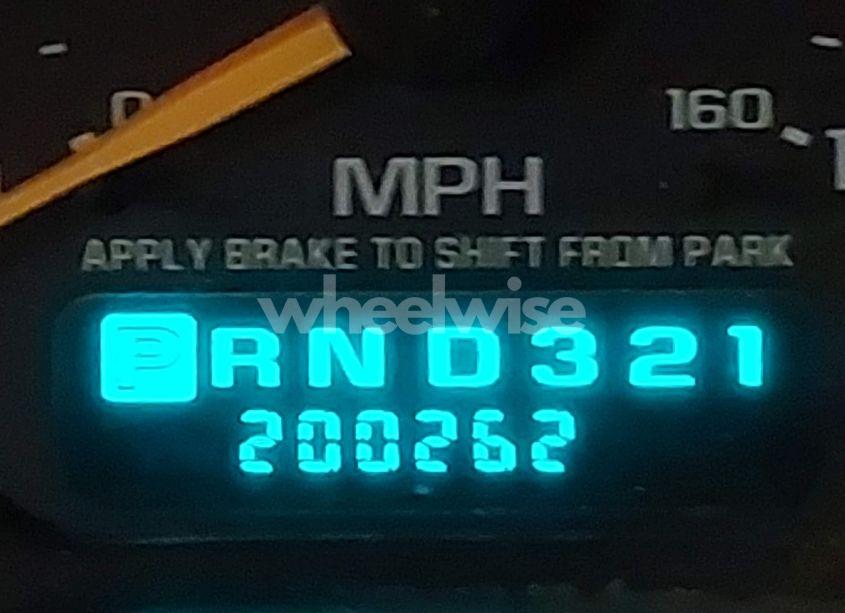 0 160
MPH
APPLY BRAKE TO SHIFT FROM PARK
wheelwise
P R N D 3 2 1
200262